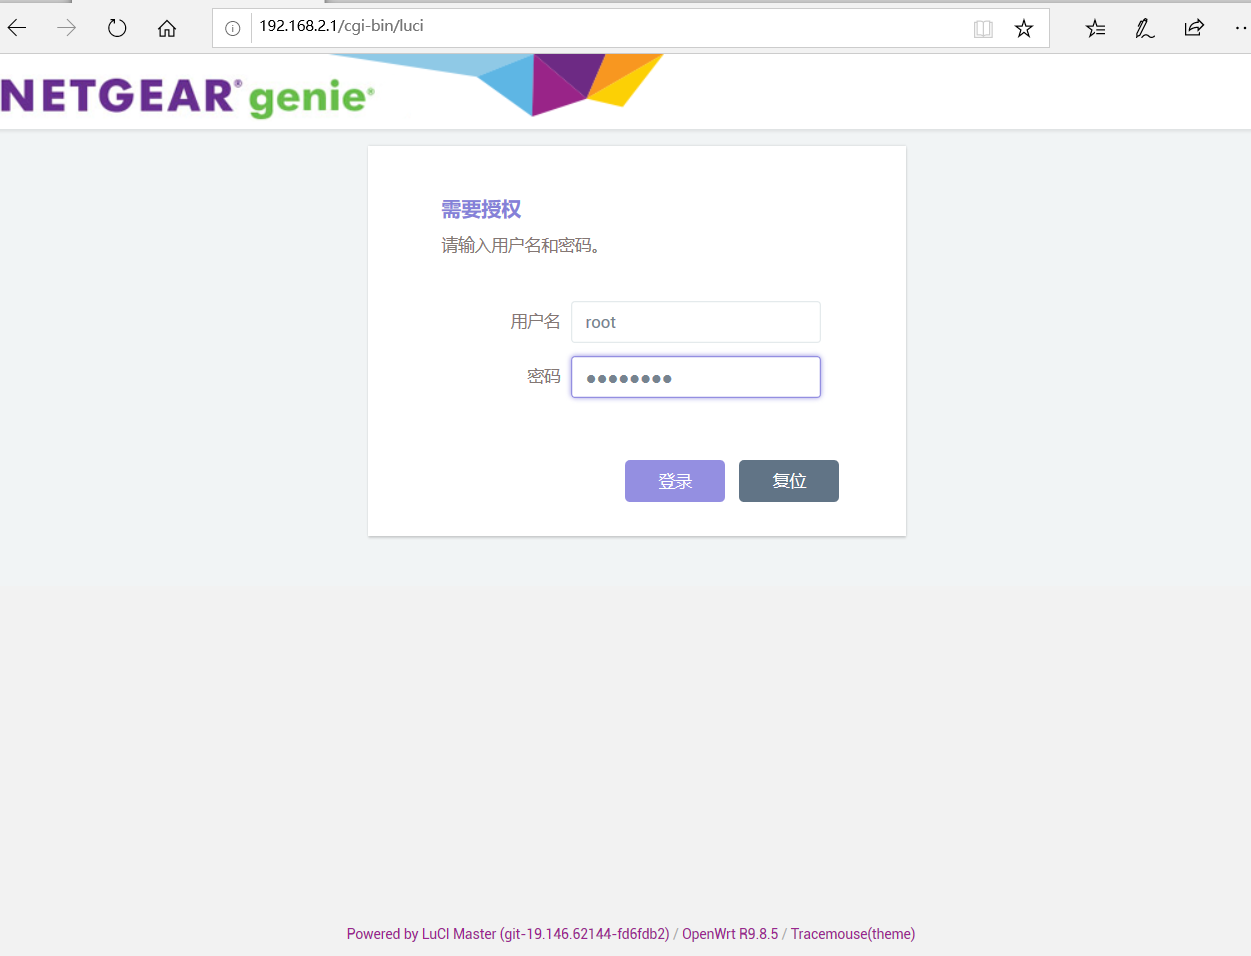 192.168.2.1/cgi-bin/luci
NETGEAR® genie®
需要授权
请输入用户名和密码。
用户名 root
密码
登录 复位
Powered by LuCI Master (git-19.146.62144-fd6fdb2) / OpenWrt R9.8.5 / Tracemouse(theme)